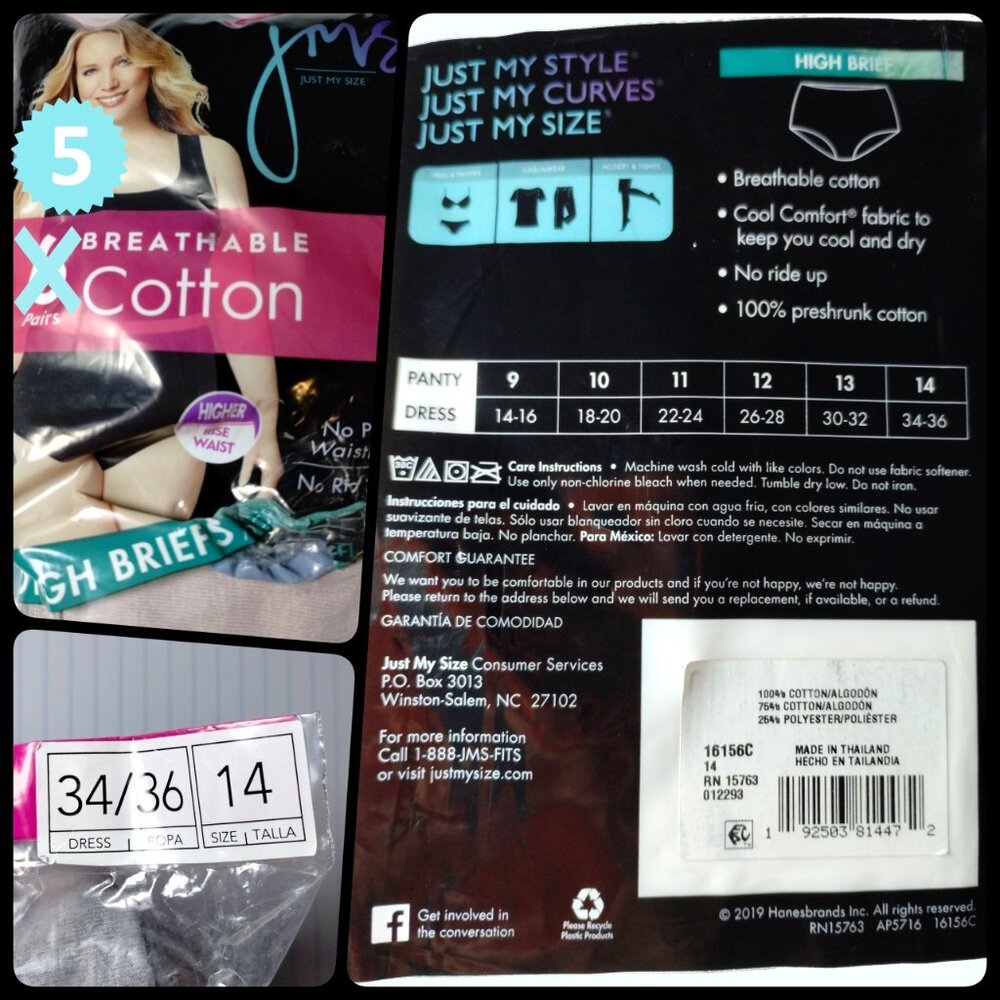 jms
JUST MY SIZE
5
X
Pairs
BREATHABLE
Cotton
HIGHER
RISE
WAIST
No
No
HIGH BRIEFS
34/36
14
DRESS | ROPA
SIZE | TALLA
JUST MY STYLE®
JUST MY CURVES®
JUST MY SIZE®
BRAS & PANTIES
CASUALWEAR
HOSIERY & TIGHTS
HIGH BRIEF
• Breathable cotton
• Cool Comfort® fabric to
keep you cool and dry
• No ride up
• 100% preshrunk cotton
PANTY 9 10 11 12 13 14
DRESS 14-16 18-20 22-24 26-28 30-32 34-36
30C
Care Instructions • Machine wash cold with like colors. Do not use fabric softener.
Use only non-chlorine bleach when needed. Tumble dry low. Do not iron.
Instrucciones para el cuidado • Lavar en máquina con agua fría, con colores similares. No usar
suavizante de telas. Sólo usar blanqueador sin cloro cuando se necesite. Secar en máquina a
temperatura baja. No planchar. Para México: Lavar con detergente. No exprimir.
COMFORT GUARANTEE
We want you to be comfortable in our products and if you're not happy, we're not happy.
Please return to the address below and we will send you a replacement, if available, or a refund.
GARANTÍA DE COMODIDAD
Just My Size Consumer Services
P.O. Box 3013
Winston-Salem, NC 27102
For more information
Call 1-888-JMS-FITS
or visit justmysize.com
100% COTTON/ALGODÓN
75% COTTON/ALGODÓN
25% POLYESTER/POLIÉSTER
16156C
14
RN 15763
012293
MADE IN THAILAND
HECHO EN TAILANDIA
1 92503 81447 2
f
Get involved in
the conversation
Please Recycle
Plastic Products
© 2019 Hanesbrands Inc. All rights reserved.
RN15763 AP5716 16156C